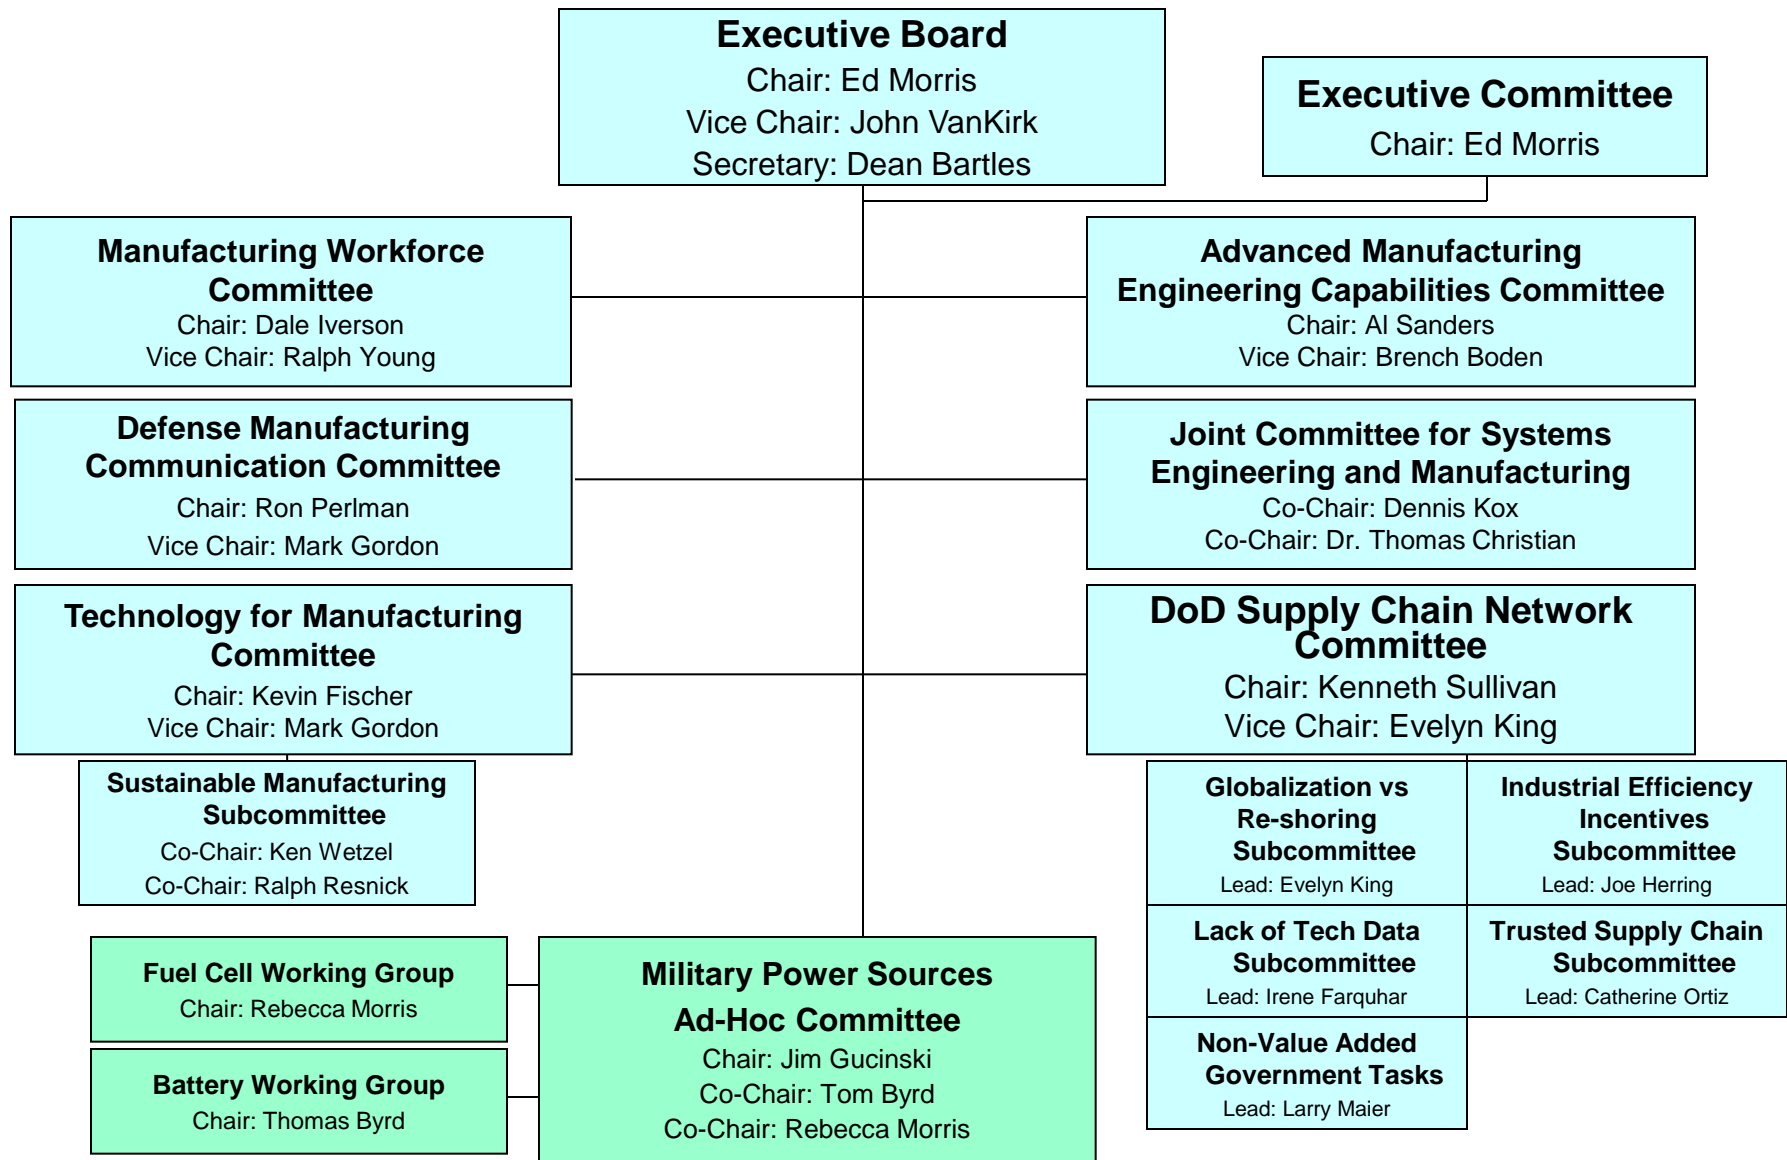 Executive Board
Chair: Ed Morris
Vice Chair: John VanKirk
Secretary: Dean Bartles
Executive Committee
Chair: Ed Morris
Manufacturing Workforce
Committee
Chair: Dale Iverson
Vice Chair: Ralph Young
Advanced Manufacturing
Engineering Capabilities Committee
Chair: Al Sanders
Vice Chair: Brench Boden
Defense Manufacturing
Communication Committee
Chair: Ron Perlman
Vice Chair: Mark Gordon
Joint Committee for Systems
Engineering and Manufacturing
Co-Chair: Dennis Kox
Co-Chair: Dr. Thomas Christian
Technology for Manufacturing
Committee
Chair: Kevin Fischer
Vice Chair: Mark Gordon
DoD Supply Chain Network
Committee
Chair: Kenneth Sullivan
Vice Chair: Evelyn King
Sustainable Manufacturing
Subcommittee
Co-Chair: Ken Wetzel
Co-Chair: Ralph Resnick
Globalization vs
Re-shoring
Subcommittee
Lead: Evelyn King
Industrial Efficiency
Incentives
Subcommittee
Lead: Joe Herring
Lack of Tech Data
Subcommittee
Lead: Irene Farquhar
Trusted Supply Chain
Subcommittee
Lead: Catherine Ortiz
Non-Value Added
Government Tasks
Lead: Larry Maier
Fuel Cell Working Group
Chair: Rebecca Morris
Battery Working Group
Chair: Thomas Byrd
Military Power Sources
Ad-Hoc Committee
Chair: Jim Gucinski
Co-Chair: Tom Byrd
Co-Chair: Rebecca Morris